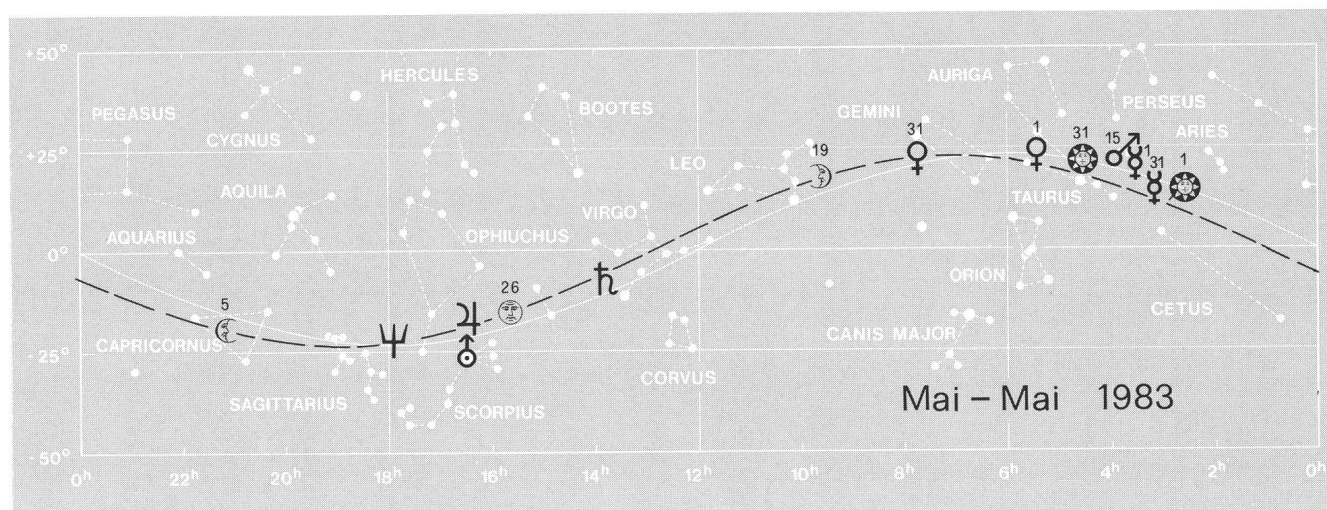 +50°
HERCULES
AURIGA
PEGASUS
BOOTES
GEMINI
PERSEUS
CYGNUS
31
1
31
15
1
ARIES
+25°
LEO
19
31
1
AQUILA
TAURUS
VIRGO
AQUARIUS
OPHIUCHUS
0°
ORION
5
26
CETUS
CAPRICORNUS
CANIS MAJOR
-25°
CORVUS
SAGITTARIUS
SCORPIUS
Mai – Mai 1983
-50°
0h 22h 20h 18h 16h 14h 12h 10h 8h 6h 4h 2h 0h